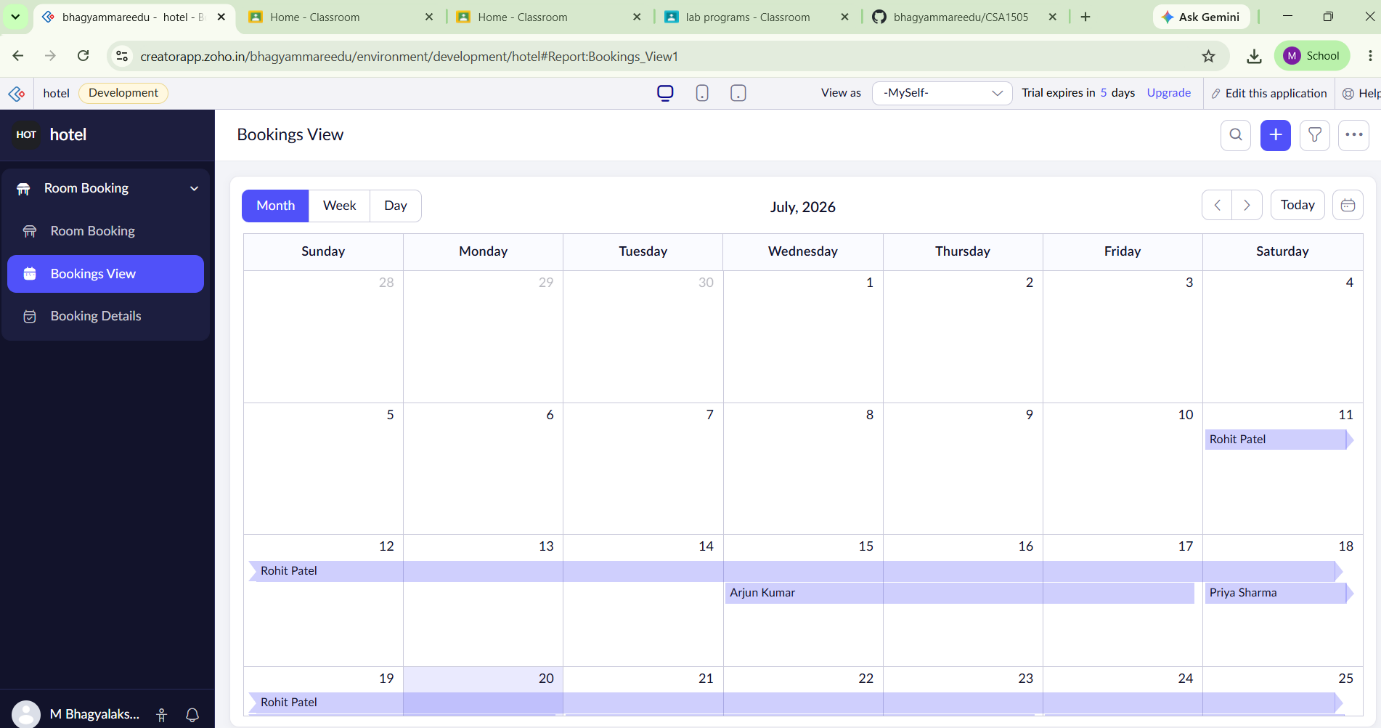 bhagyammareedu - hotel - B
Home - Classroom
Home - Classroom
lab programs - Classroom
bhagyammareedu/CSA1505
Ask Gemini
creatorapp.zoho.in/bhagyammareedu/environment/development/hotel#Report:Bookings_View1
M School
hotel Development
View as -MySelf- Trial expires in 5 days Upgrade Edit this application Help
HOT hotel
Room Booking
Room Booking
Bookings View
Booking Details
M Bhagyalaks...
Bookings View
Month Week Day
July, 2026
Today
Sunday Monday Tuesday Wednesday Thursday Friday Saturday
28 29 30 1 2 3 4
5 6 7 8 9 10 11
Rohit Patel
12 13 14 15 16 17 18
Rohit Patel
Arjun Kumar Priya Sharma
19 20 21 22 23 24 25
Rohit Patel